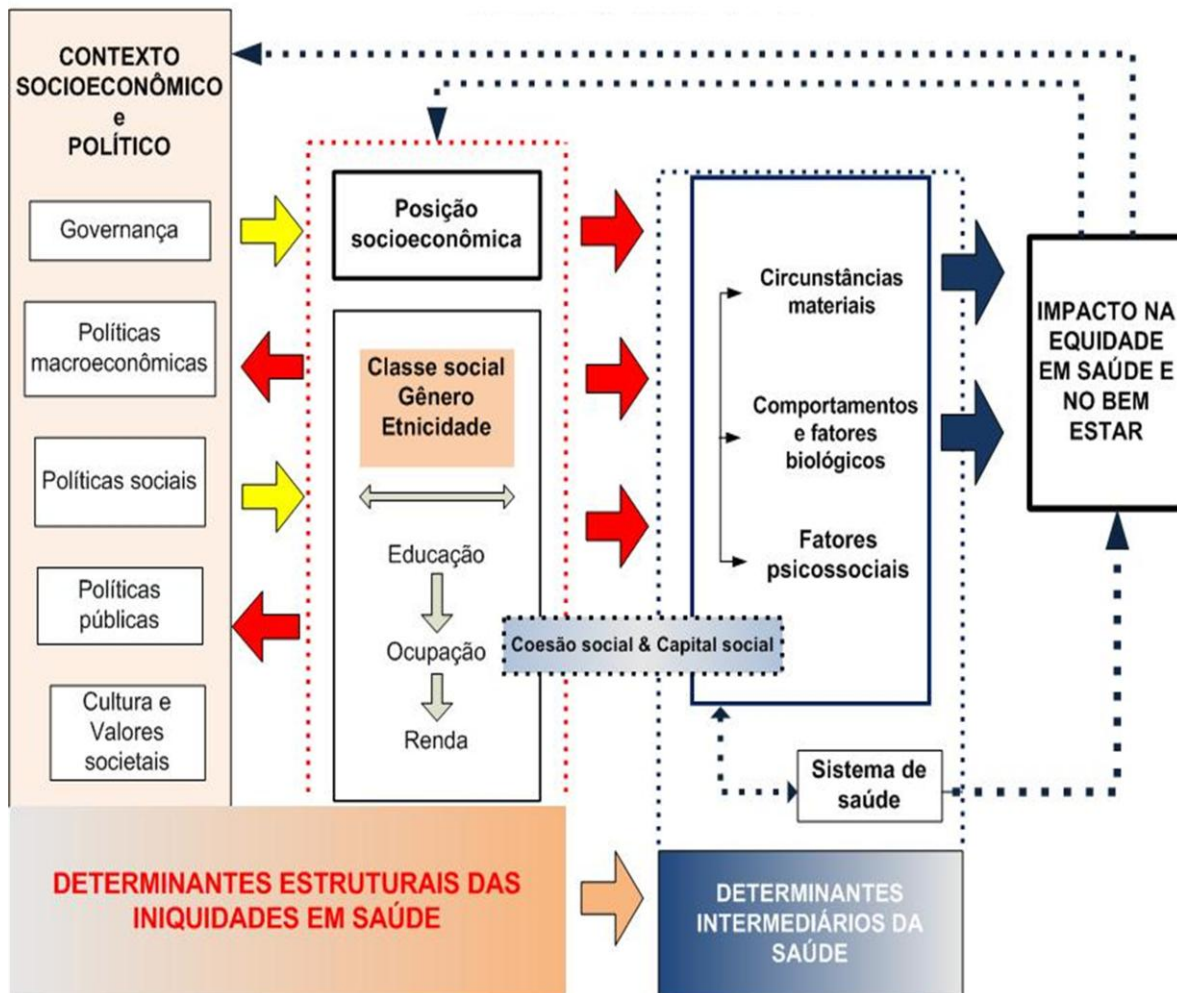 CONTEXTO
SOCIOECONÔMICO
e
POLÍTICO
Governança
Políticas
macroeconômicas
Políticas sociais
Políticas
públicas
Cultura e
Valores
societais
Posição
socioeconômica
Classe social
Gênero
Etnicidade
Educação
Ocupação
Renda
Coesão social & Capital social
Circunstâncias
materiais
Comportamentos
e fatores
biológicos
Fatores
psicossociais
Sistema de
saúde
IMPACTO NA
EQUIDADE
EM SAÚDE E
NO BEM
ESTAR
DETERMINANTES ESTRUTURAIS DAS
INIQUIDADES EM SAÚDE
DETERMINANTES
INTERMEDIÁRIOS DA
SAÚDE